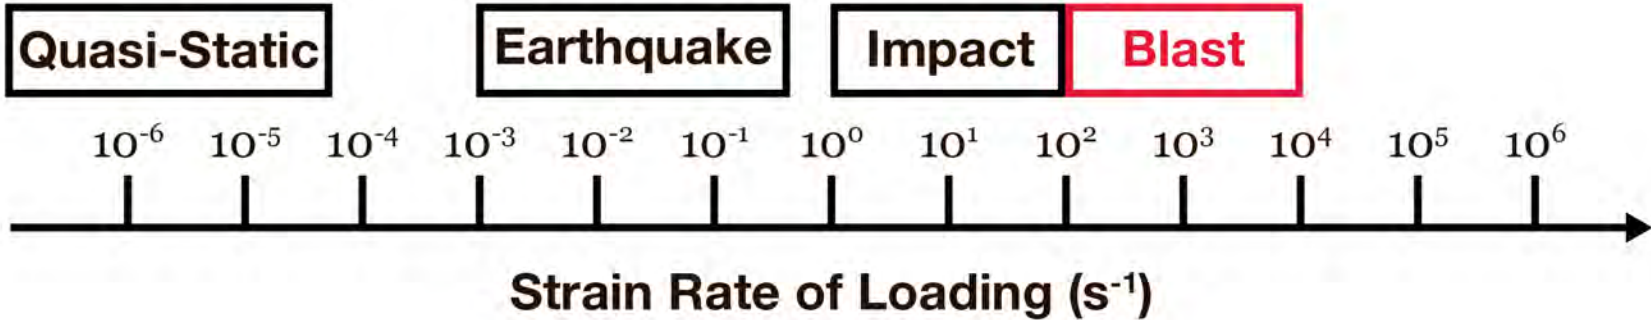 Quasi-Static Earthquake Impact Blast
10⁻⁶ 10⁻⁵ 10⁻⁴ 10⁻³ 10⁻² 10⁻¹ 10⁰ 10¹ 10² 10³ 10⁴ 10⁵ 10⁶
Strain Rate of Loading (s⁻¹)